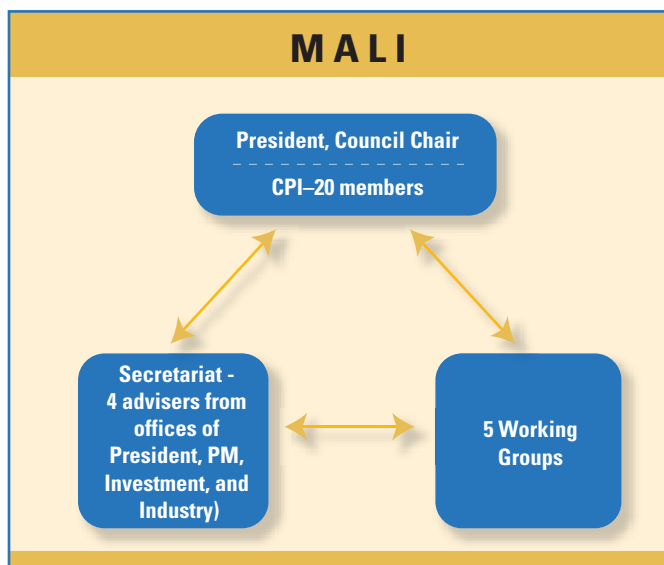 MALI
President, Council Chair
CPI–20 members
Secretariat -
4 advisers from
offices of
President, PM,
Investment, and
Industry)
5 Working
Groups